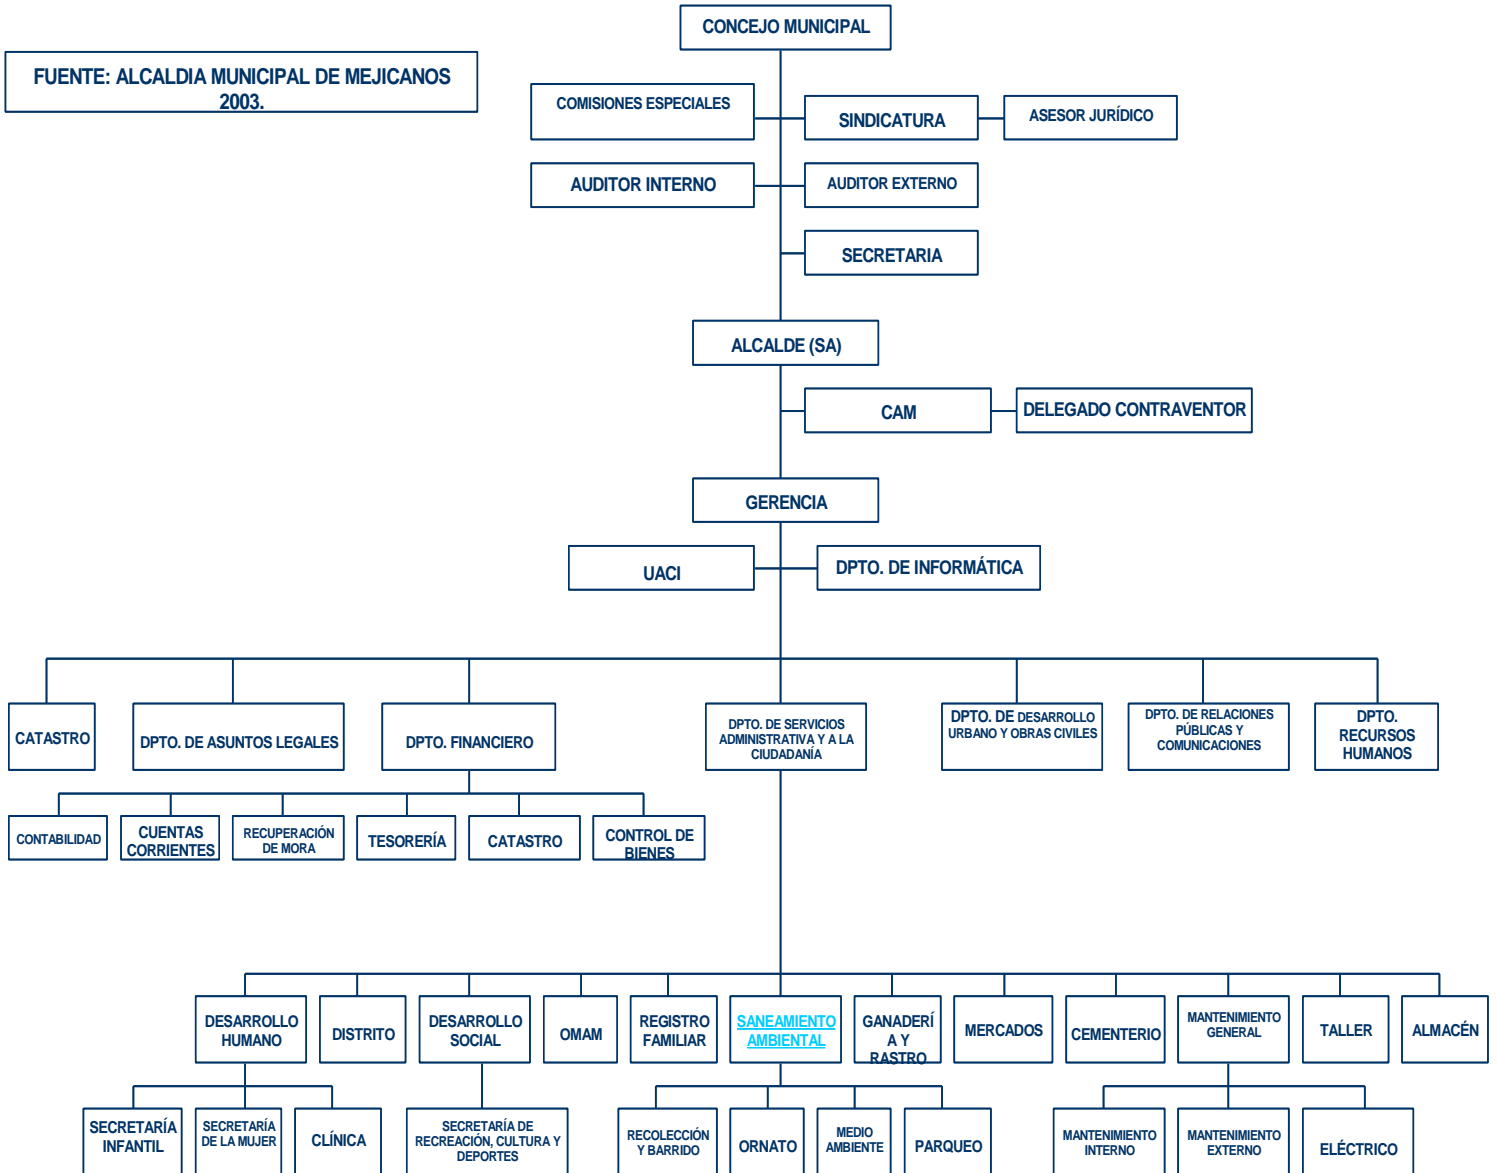 CONCEJO MUNICIPAL
FUENTE: ALCALDIA MUNICIPAL DE MEJICANOS
2003.
COMISIONES ESPECIALES
SINDICATURA
ASESOR JURÍDICO
AUDITOR INTERNO
AUDITOR EXTERNO
SECRETARIA
ALCALDE (SA)
CAM
DELEGADO CONTRAVENTOR
GERENCIA
UACI
DPTO. DE INFORMÁTICA
CATASTRO
DPTO. DE ASUNTOS LEGALES
DPTO. FINANCIERO
DPTO. DE SERVICIOS
ADMINISTRATIVA Y A LA
CIUDADANÍA
DPTO. DE DESARROLLO
URBANO Y OBRAS CIVILES
DPTO. DE RELACIONES
PÚBLICAS Y
COMUNICACIONES
DPTO.
RECURSOS
HUMANOS
CONTABILIDAD
CUENTAS
CORRIENTES
RECUPERACIÓN
DE MORA
TESORERÍA
CATASTRO
CONTROL DE
BIENES
DESARROLLO
HUMANO
DISTRITO
DESARROLLO
SOCIAL
OMAM
REGISTRO
FAMILIAR
SANEAMIENTO
AMBIENTAL
GANADERÍ
A Y
RASTRO
MERCADOS
CEMENTERIO
MANTENIMIENTO
GENERAL
TALLER
ALMACÉN
SECRETARÍA
INFANTIL
SECRETARÍA
DE LA MUJER
CLÍNICA
SECRETARÍA DE
RECREACIÓN, CULTURA Y
DEPORTES
RECOLECCIÓN
Y BARRIDO
ORNATO
MEDIO
AMBIENTE
PARQUEO
MANTENIMIENTO
INTERNO
MANTENIMIENTO
EXTERNO
ELÉCTRICO